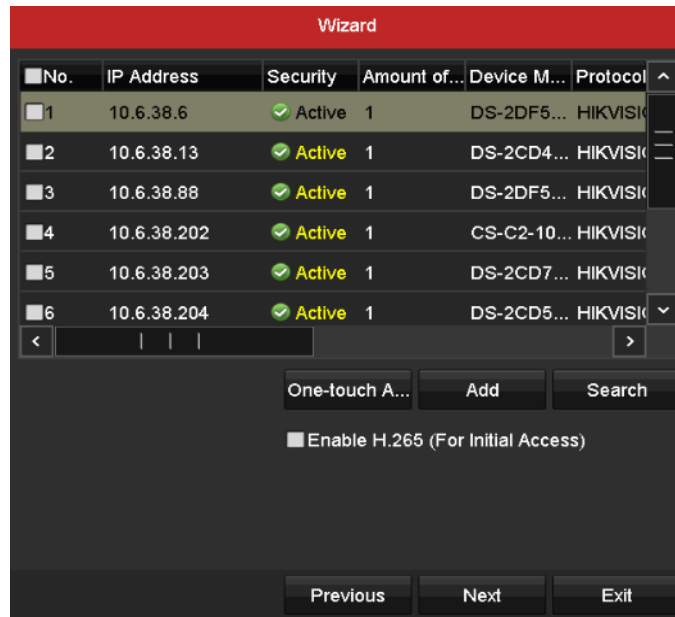 Wizard
No. IP Address Security Amount of... Device M... Protocol
1 10.6.38.6 Active 1 DS-2DF5... HIKVISI
2 10.6.38.13 Active 1 DS-2CD4... HIKVISI
3 10.6.38.88 Active 1 DS-2DF5... HIKVISI
4 10.6.38.202 Active 1 CS-C2-10... HIKVISI
5 10.6.38.203 Active 1 DS-2CD7... HIKVISI
6 10.6.38.204 Active 1 DS-2CD5... HIKVISI
One-touch A... Add Search
Enable H.265 (For Initial Access)
Previous Next Exit